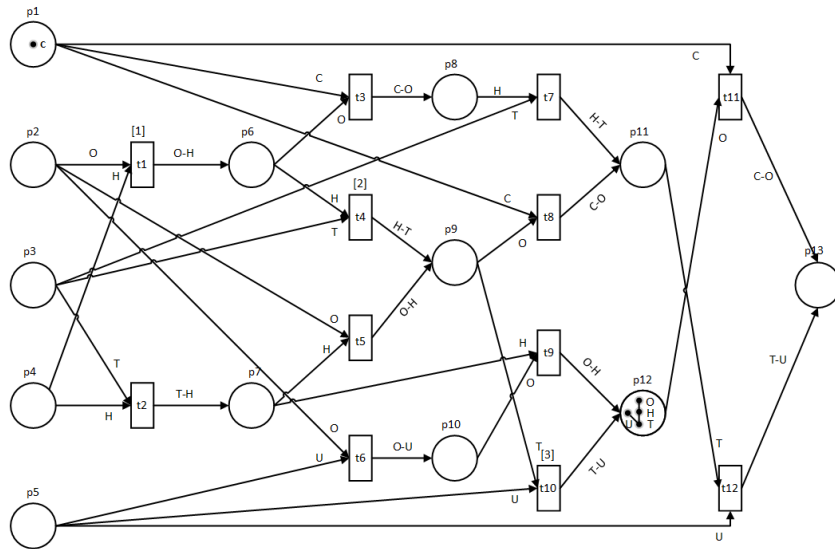 p1
c
C
p8
C
C-O
H
t3
t7
t11
T
O
H-T
p2
[1]
p6
p11
O
O
O-H
H
t1
C-O
[2]
H
C
t4
t8
T
H-T
C-O
O
p3
p9
p13
O-H
O
H
t5
H
T
t9
O-H
T-U
p4
p7
O
p12
T-H
t2
H
O
H
U
T
O
p10
T
T
O-U
[3]
U
t6
T-U
p5
t10
t12
U
U